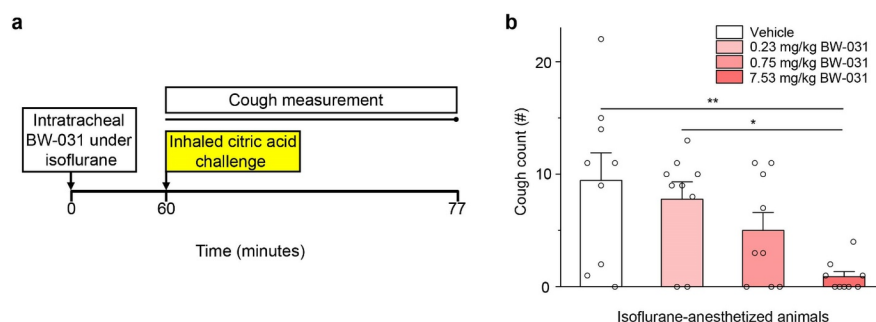 a
Cough measurement
Intratracheal
BW-031 under
isoflurane
Inhaled citric acid
challenge
0
60
77
Time (minutes)
b
Vehicle
0.23 mg/kg BW-031
0.75 mg/kg BW-031
7.53 mg/kg BW-031
**
*
20
10
0
Cough count (#)
Isoflurane-anesthetized animals